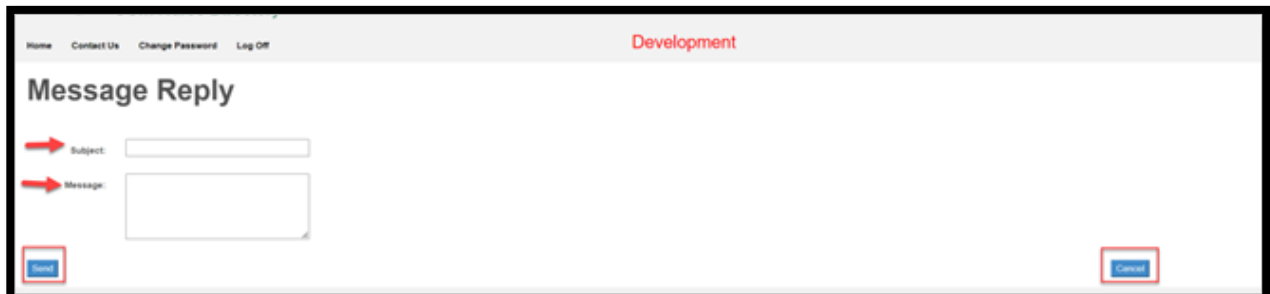 Home Contact Us Change Password Log Off
Development
Message Reply
Subject:
Message:
Send
Cancel